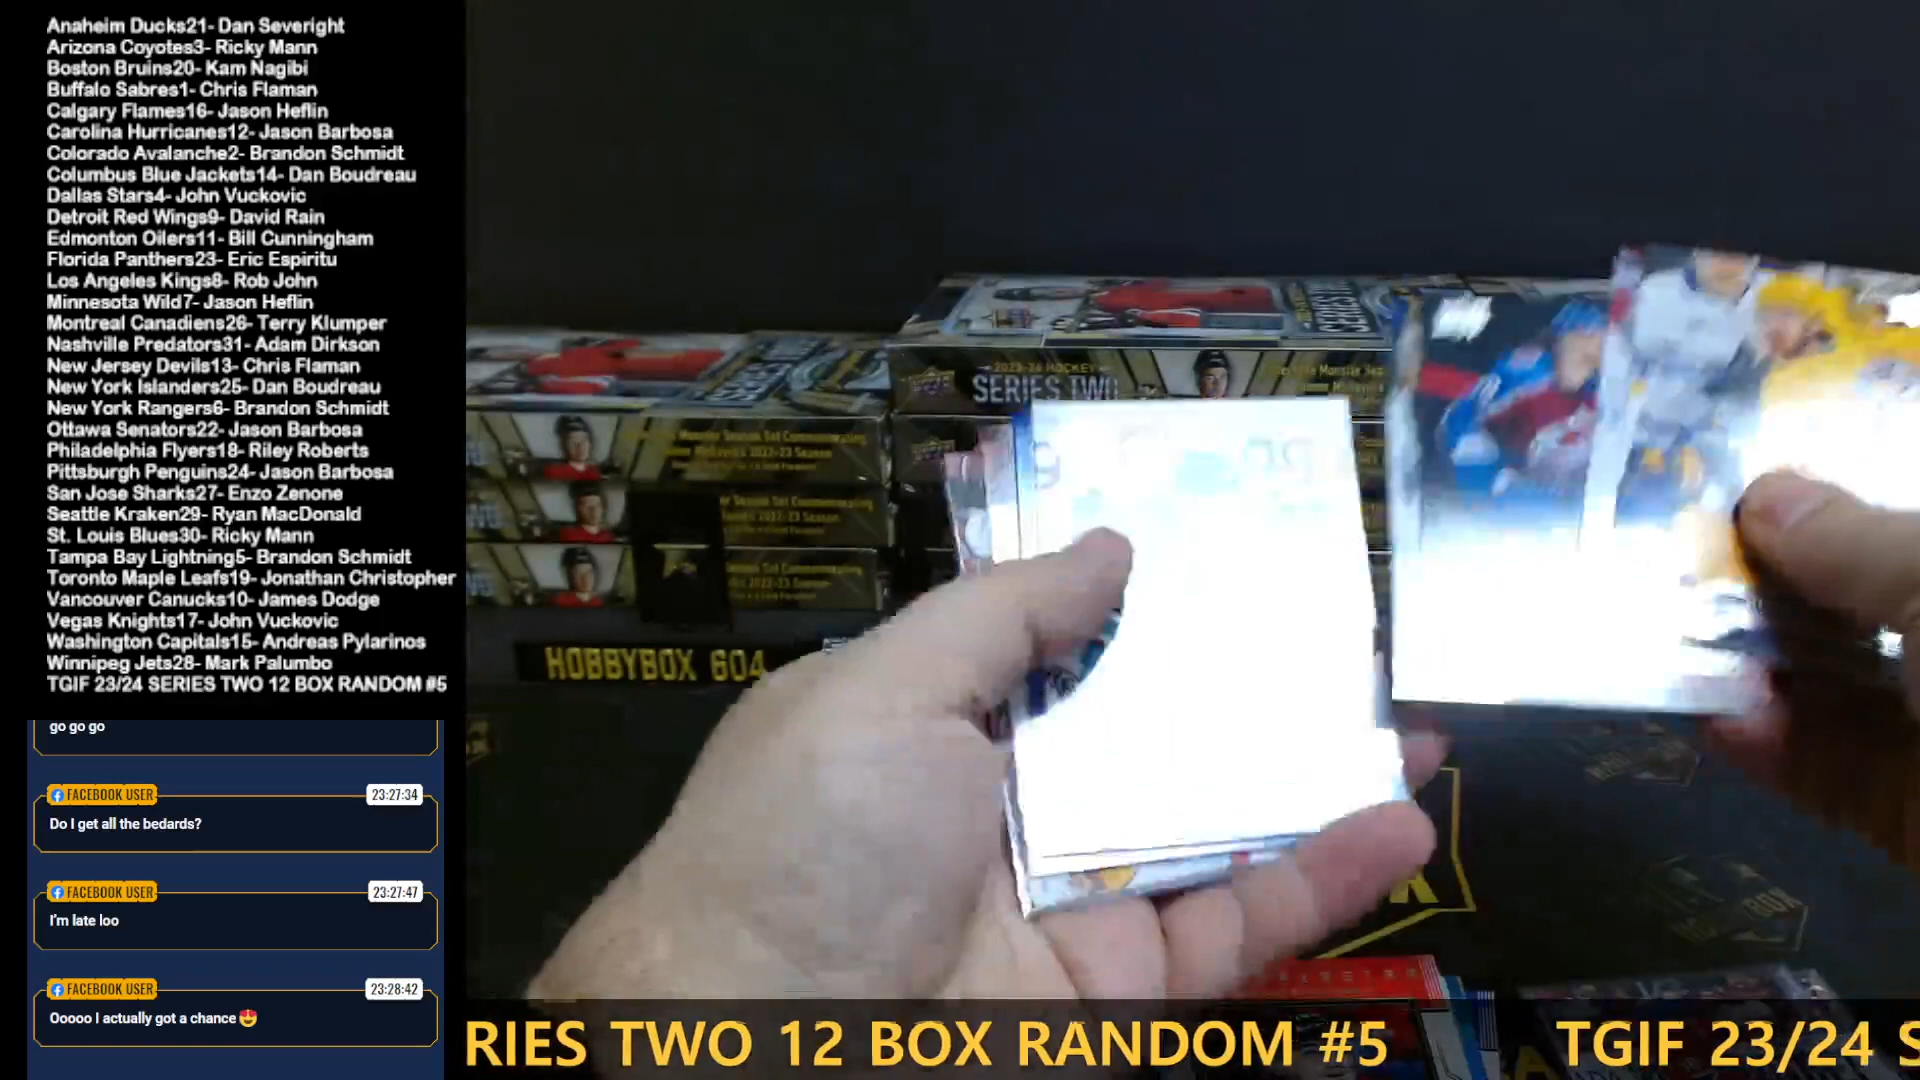 Anaheim Ducks21- Dan Severight
Arizona Coyotes3- Ricky Mann
Boston Bruins20- Kam Nagibi
Buffalo Sabres1- Chris Flaman
Calgary Flames16- Jason Heflin
Carolina Hurricanes12- Jason Barbosa
Colorado Avalanche2- Brandon Schmidt
Columbus Blue Jackets14- Dan Boudreau
Dallas Stars4- John Vuckovic
Detroit Red Wings9- David Rain
Edmonton Oilers11- Bill Cunningham
Florida Panthers23- Eric Espiritu
Los Angeles Kings8- Rob John
Minnesota Wild7- Jason Heflin
Montreal Canadiens26- Terry Klumper
Nashville Predators31- Adam Dirkson
New Jersey Devils13- Chris Flaman
New York Islanders25- Dan Boudreau
New York Rangers6- Brandon Schmidt
Ottawa Senators22- Jason Barbosa
Philadelphia Flyers18- Riley Roberts
Pittsburgh Penguins24- Jason Barbosa
San Jose Sharks27- Enzo Zenone
Seattle Kraken29- Ryan MacDonald
St. Louis Blues30- Ricky Mann
Tampa Bay Lightning5- Brandon Schmidt
Toronto Maple Leafs19- Jonathan Christopher
Vancouver Canucks10- James Dodge
Vegas Knights17- John Vuckovic
Washington Capitals15- Andreas Pylarinos
Winnipeg Jets28- Mark Palumbo
TGIF 23/24 SERIES TWO 12 BOX RANDOM #5
go go go
FACEBOOK USER 23:27:34
Do I get all the bedards?
FACEBOOK USER 23:27:47
I'm late loo
FACEBOOK USER 23:28:42
Ooooo I actually got a chance 😍
2023-24 HOCKEY
SERIES TWO
HOBBYBOX 604
RIES TWO 12 BOX RANDOM #5 TGIF 23/24 S